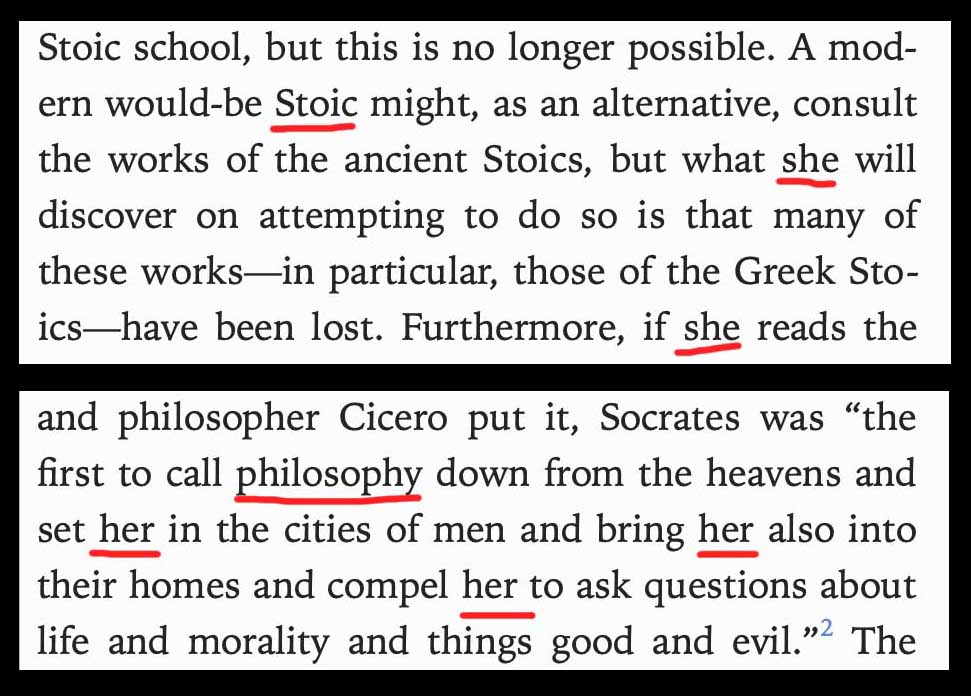 Stoic school, but this is no longer possible. A mod-
ern would-be Stoic might, as an alternative, consult
the works of the ancient Stoics, but what she will
discover on attempting to do so is that many of
these works—in particular, those of the Greek Sto-
ics—have been lost. Furthermore, if she reads the
and philosopher Cicero put it, Socrates was “the
first to call philosophy down from the heavens and
set her in the cities of men and bring her also into
their homes and compel her to ask questions about
life and morality and things good and evil.”2 The